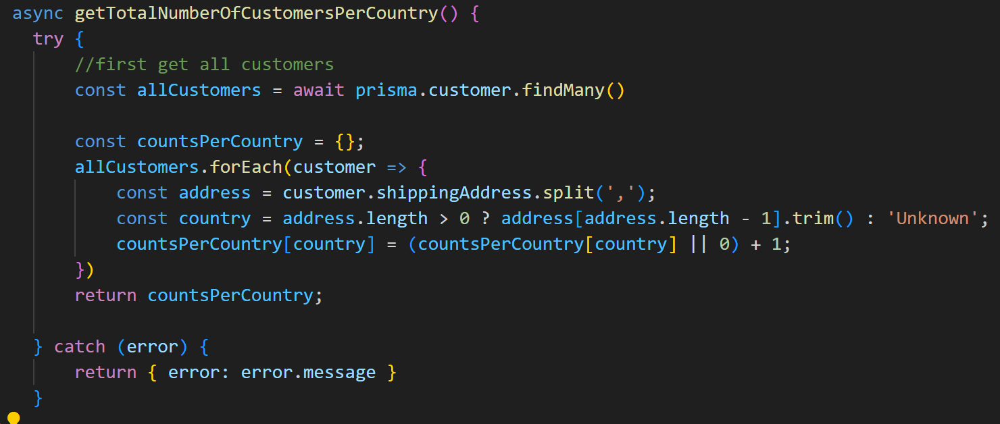 async getTotalNumberOfCustomersPerCountry() {
try {
//first get all customers
const allCustomers = await prisma.customer.findMany()
const countsPerCountry = {};
allCustomers.forEach(customer => {
const address = customer.shippingAddress.split(',');
const country = address.length > 0 ? address[address.length - 1].trim() : 'Unknown';
countsPerCountry[country] = (countsPerCountry[country] || 0) + 1;
})
return countsPerCountry;
} catch (error) {
return { error: error.message }
}